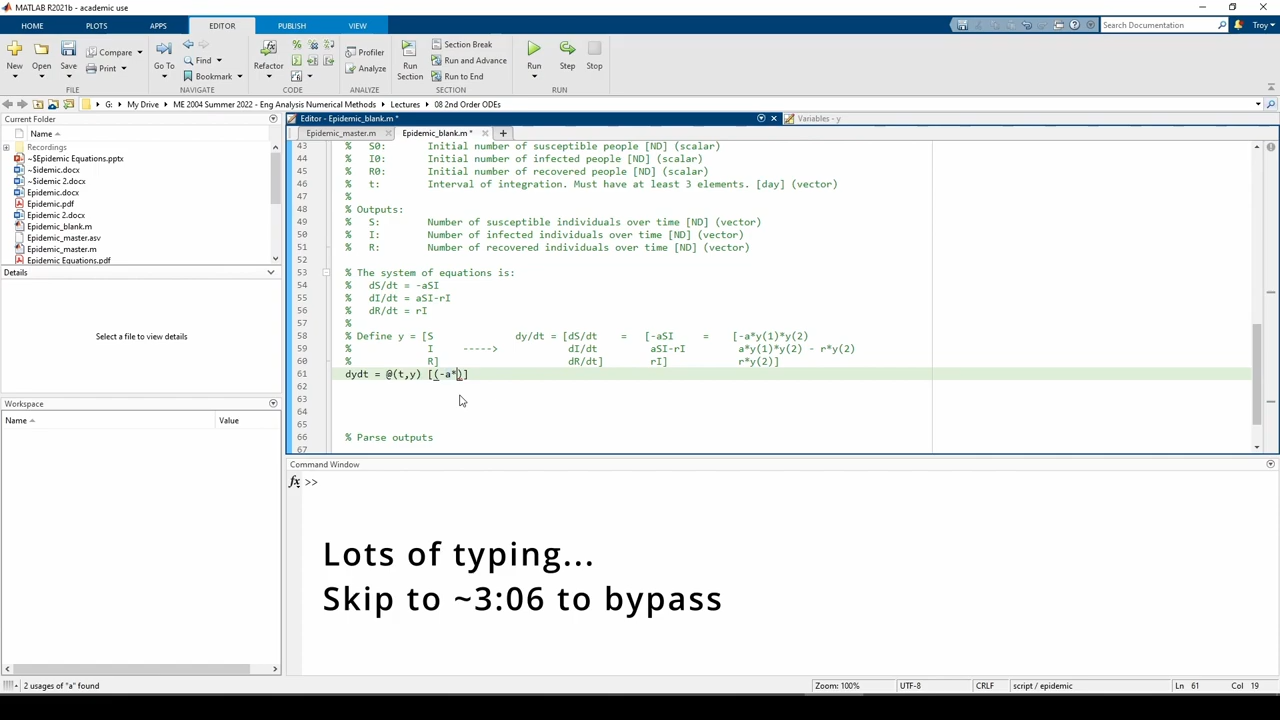 MATLAB R2021b - academic use
HOME PLOTS APPS EDITOR PUBLISH VIEW
Search Documentation Troy
New Open Save Compare Print Go To Find Bookmark Refactor Profiler Analyze Run Section Section Break Run and Advance Run to End Run Step Stop
FILE NAVIGATE CODE ANALYZE SECTION RUN
G: My Drive ME 2004 Summer 2022 - Eng Analysis Numerical Methods Lectures 08 2nd Order ODEs
Current Folder
Name
Recordings
~$Epidemic Equations.pptx
~$idemic.docx
~$idemic 2.docx
Epidemic.docx
Epidemic.pdf
Epidemic 2.docx
Epidemic_blank.m
Epidemic_master.asv
Epidemic_master.m
Epidemic Equations.pdf
Details
Select a file to view details
Workspace
Name Value
Editor - Epidemic_blank.m *
Variables - y
Epidemic_master.m Epidemic_blank.m *
43 % S0: Initial number of susceptible people [ND] (scalar)
44 % I0: Initial number of infected people [ND] (scalar)
45 % R0: Initial number of recovered people [ND] (scalar)
46 % t: Interval of integration. Must have at least 3 elements. [day] (vector)
47 %
48 % Outputs:
49 % S: Number of susceptible individuals over time [ND] (vector)
50 % I: Number of infected individuals over time [ND] (vector)
51 % R: Number of recovered individuals over time [ND] (vector)
52
53 % The system of equations is:
54 % dS/dt = -aSI
55 % dI/dt = aSI-rI
56 % dR/dt = rI
57 %
58 % Define y = [S dy/dt = [dS/dt = [-aSI = [-a*y(1)*y(2)
59 % I -----> dI/dt aSI-rI a*y(1)*y(2) - r*y(2)
60 % R] dR/dt] rI] r*y(2)]
61 dydt = @(t,y) [(-a*)]
62
63
64
65
66 % Parse outputs
67
Command Window
fx >>
Lots of typing...
Skip to ~3:06 to bypass
2 usages of "a" found
Zoom: 100% UTF-8 CRLF script / epidemic Ln 61 Col 19